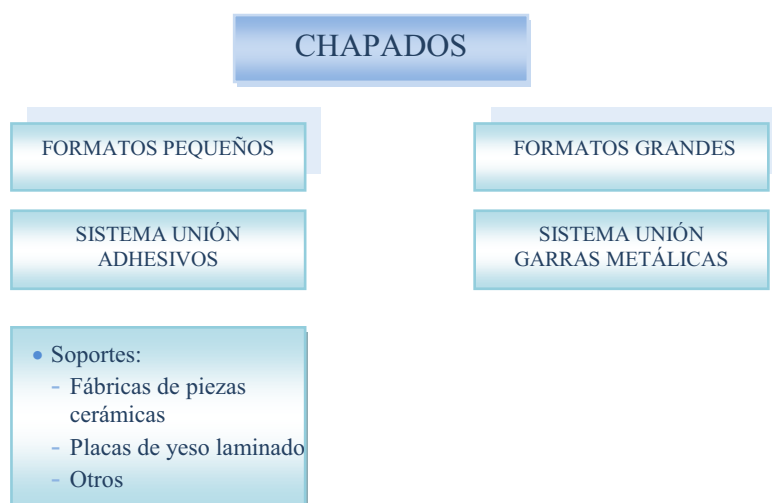 CHAPADOS
FORMATOS PEQUEÑOS
FORMATOS GRANDES
SISTEMA UNIÓN
ADHESIVOS
SISTEMA UNIÓN
GARRAS METÁLICAS
• Soportes:
- Fábricas de piezas
cerámicas
- Placas de yeso laminado
- Otros